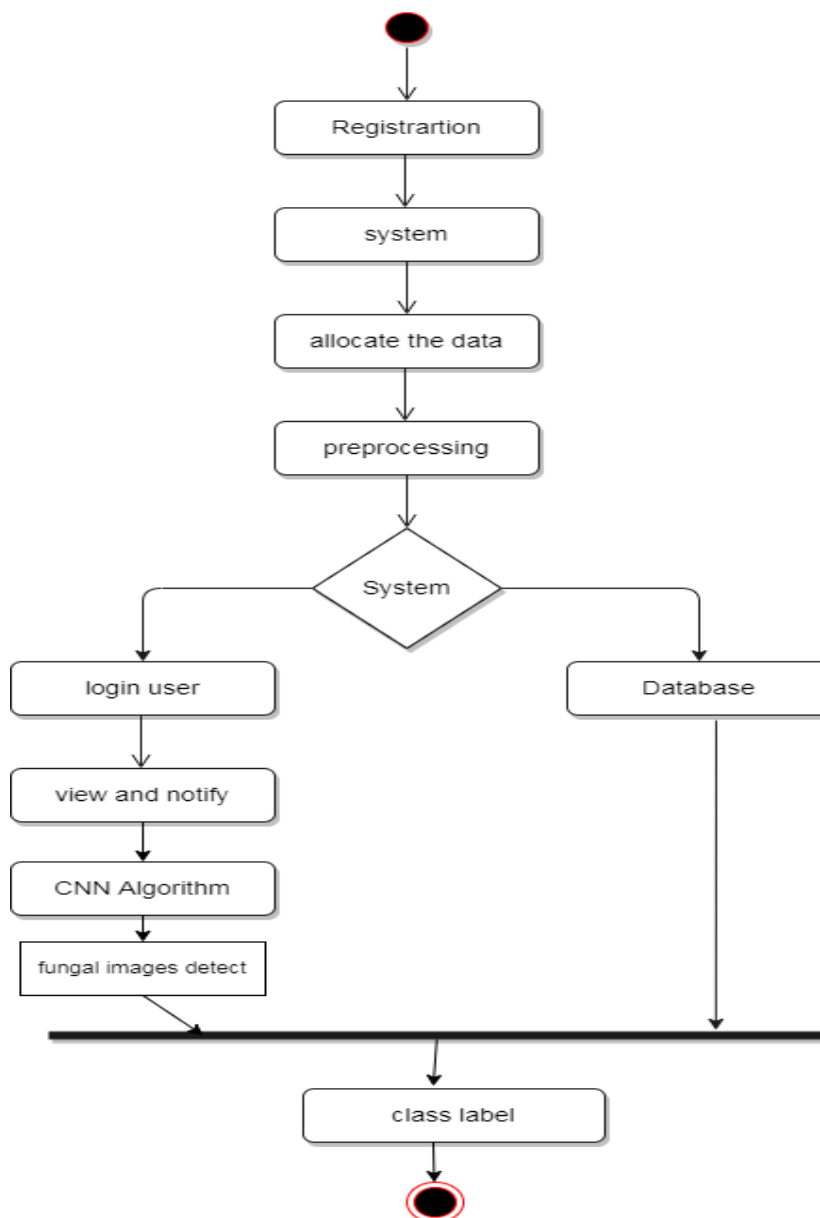 Registrartion
system
allocate the data
preprocessing
System
login user
Database
view and notify
CNN Algorithm
fungal images detect
class label